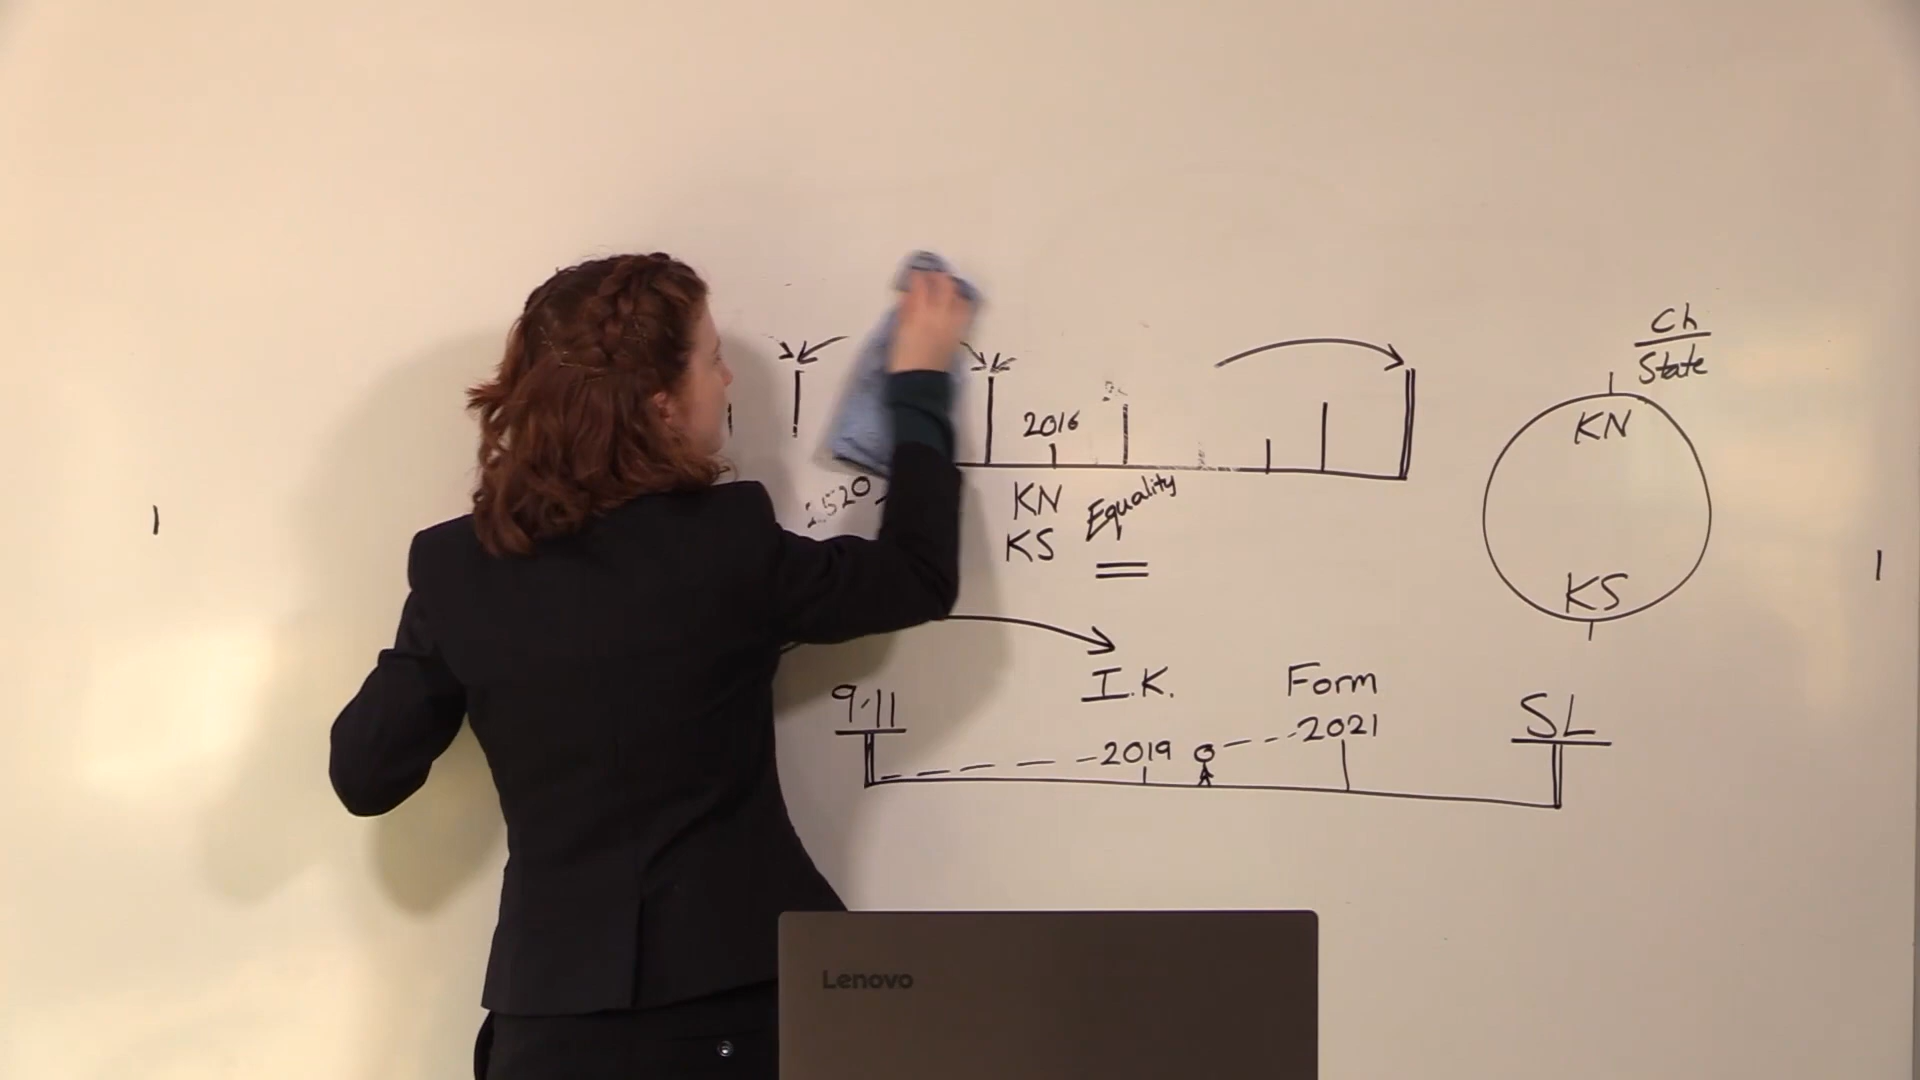 Ch
State
2016
KN
2520
KN
Equality
KS
KS
I.K.
Form
9-11
2021
SL
2019
Lenovo